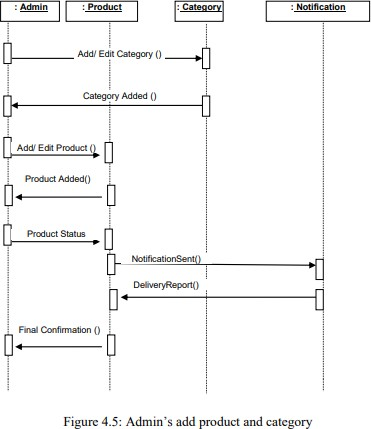 : Admin : Product : Category : Notification
Add/ Edit Category ()
Category Added ()
Add/ Edit Product ()
Product Added()
Product Status
NotificationSent()
DeliveryReport()
Final Confirmation ()
Figure 4.5: Admin’s add product and category